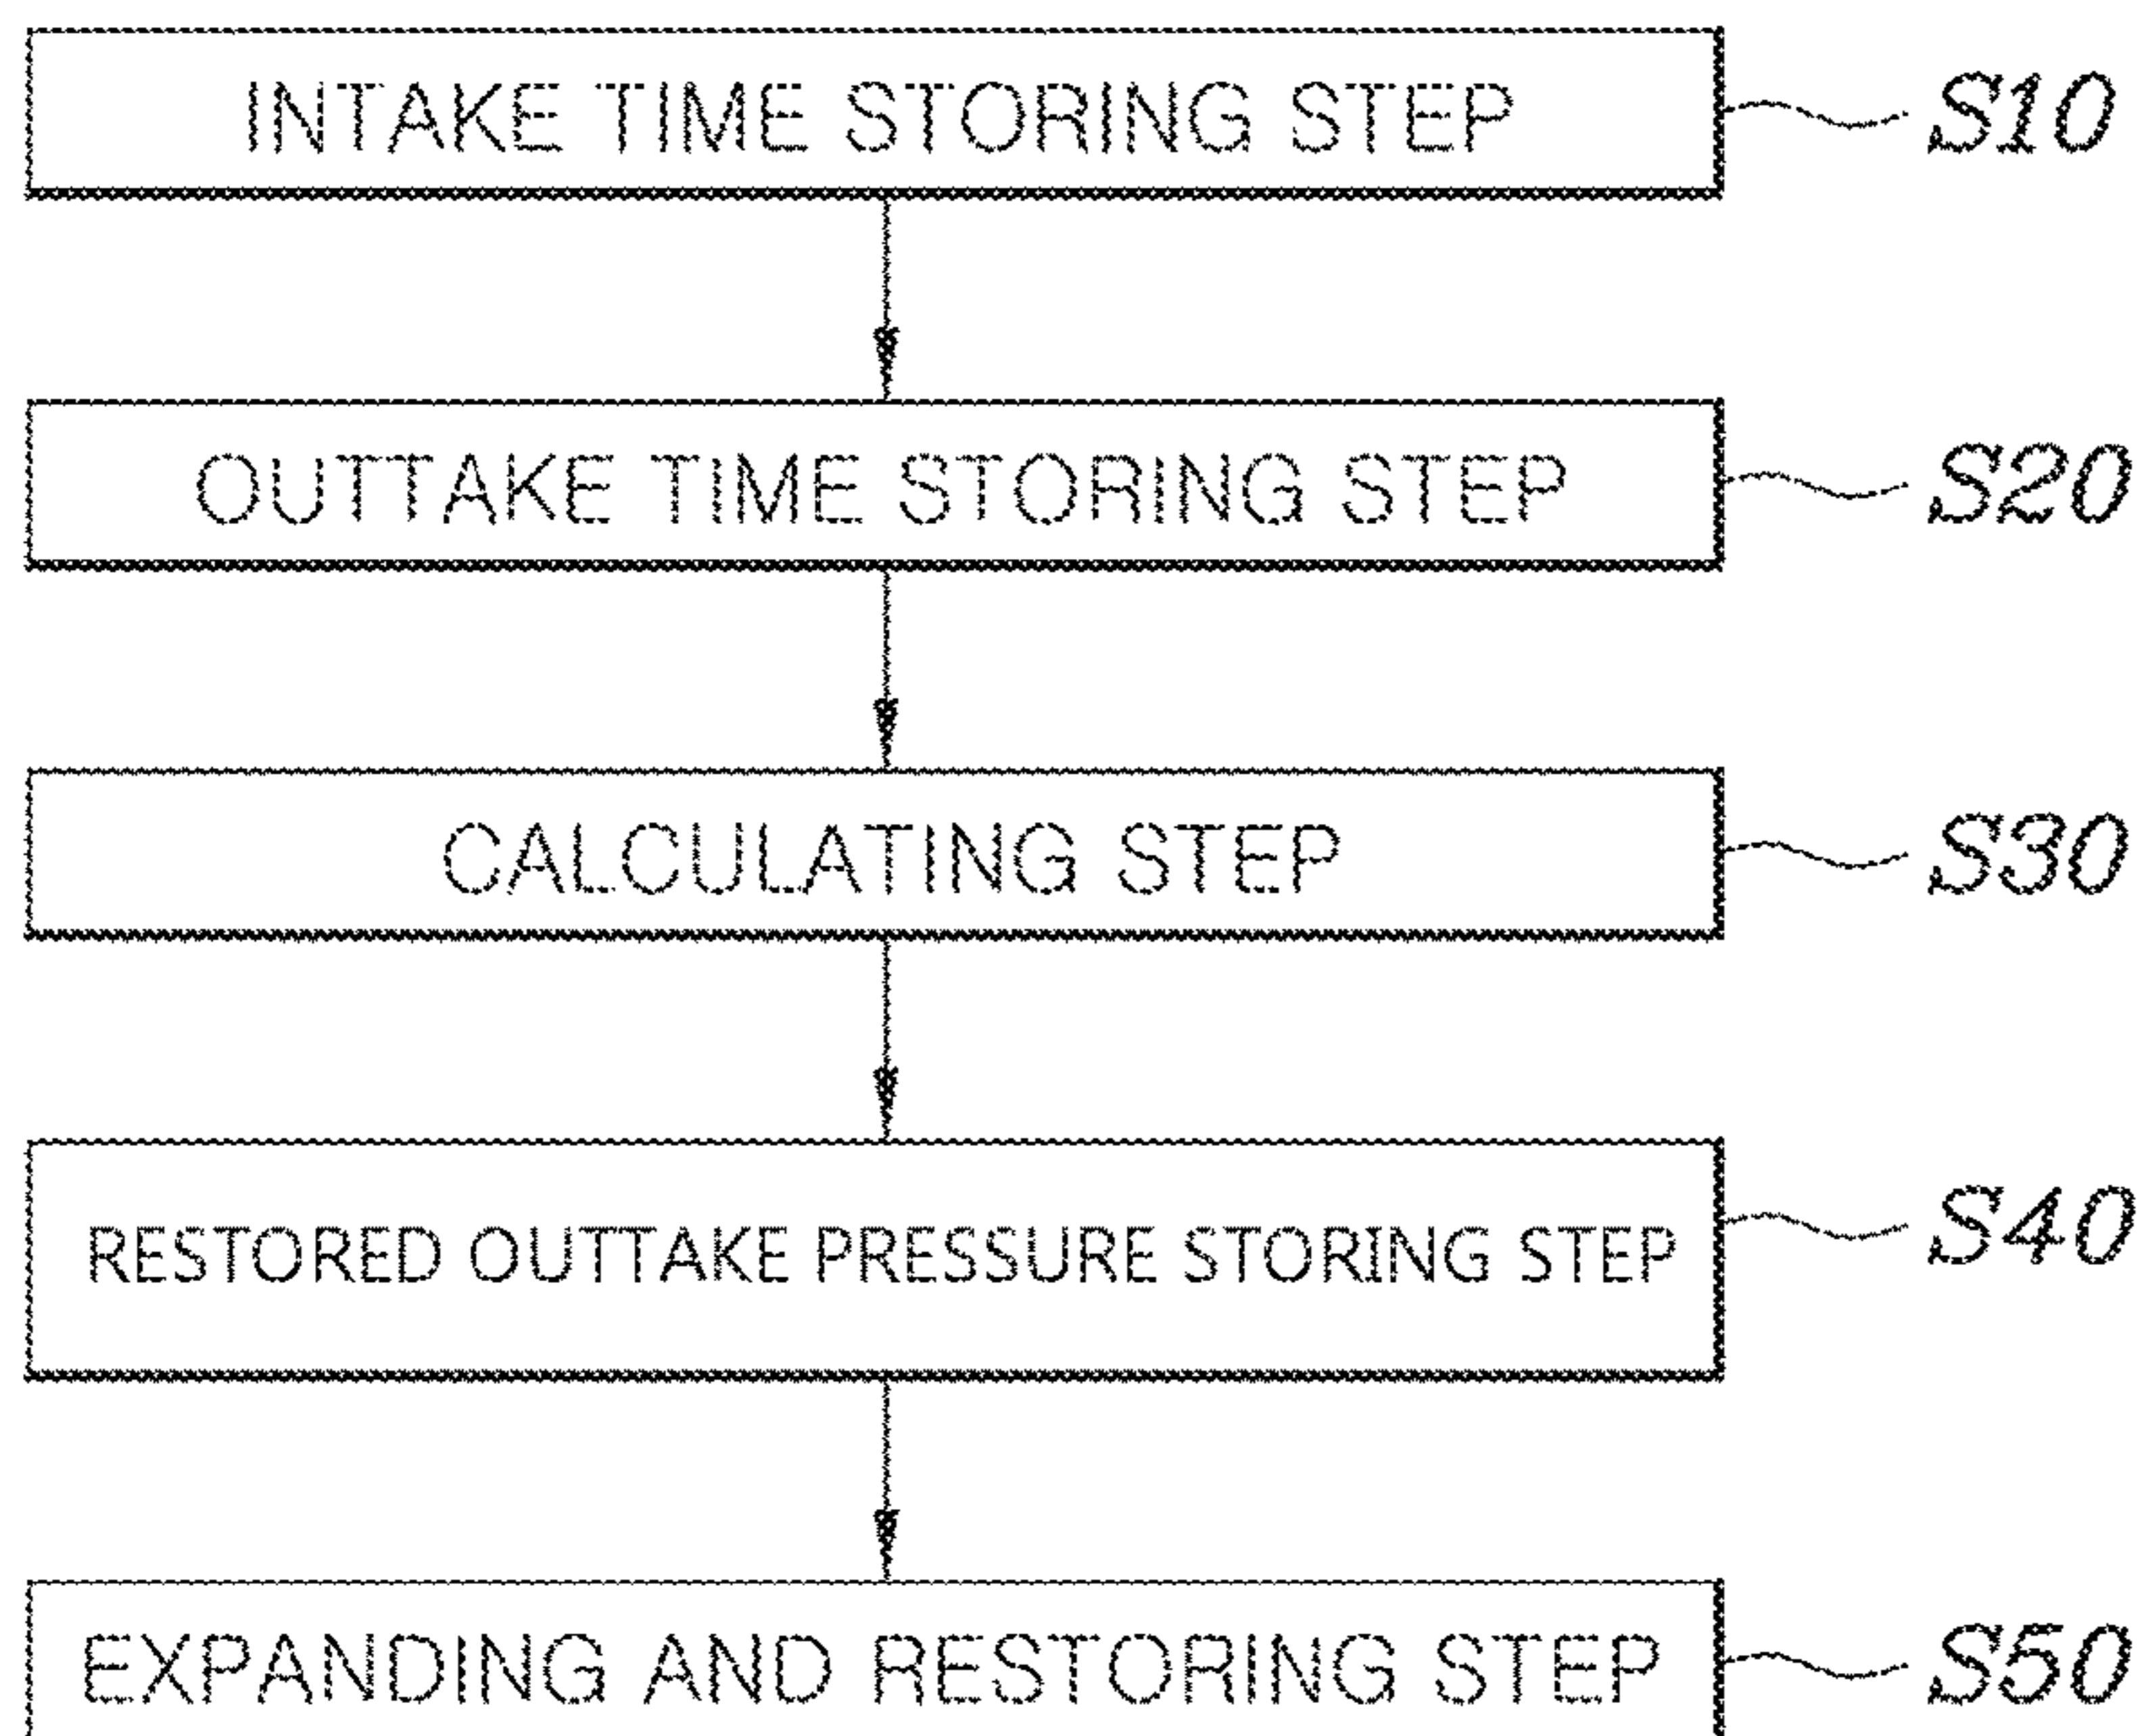 INTAKE TIME STORING STEP S10
OUTTAKE TIME STORING STEP S20
CALCULATING STEP S30
RESTORED OUTTAKE PRESSURE STORING STEP S40
EXPANDING AND RESTORING STEP S50